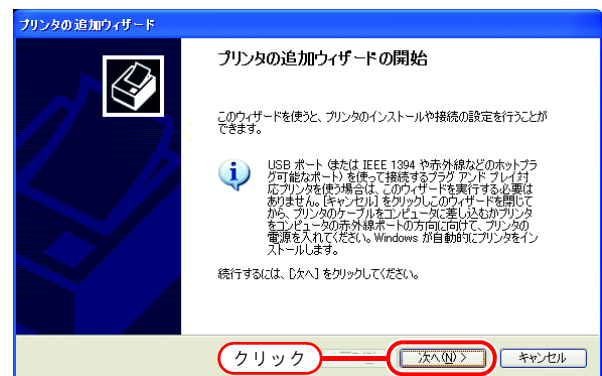 プリンタの追加ウィザード
プリンタの追加ウィザードの開始
このウィザードを使うと、プリンタのインストールや接続の設定を行うことが
できます。
USB ポート (または IEEE 1394 や赤外線などのホットプラ
グ可能なポート) を使って接続するプラグ アンド プレイ対
応プリンタを使う場合は、このウィザードを実行する必要は
ありません。[キャンセル] をクリックしこのウィザードを閉じて
から、プリンタのケーブルをコンピュータに差し込むかプリンタ
をコンピュータの赤外線ポートの方向に向けて、プリンタの
電源を入れてください。Windows が自動的にプリンタをイン
ストールします。
続行するには、[次へ] をクリックしてください。
クリック
次へ(N) >
キャンセル